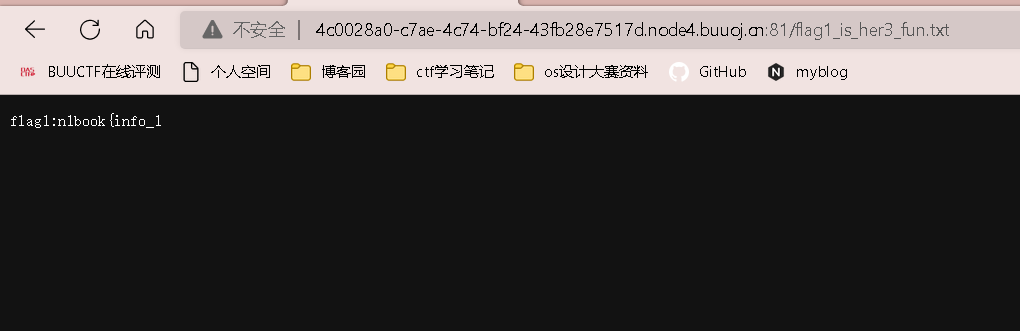 不安全 | 4c0028a0-c7ae-4c74-bf24-43fb28e7517d.node4.buuoj.cn:81/flag1_is_her3_fun.txt
BUUCTF在线评测 个人空间 博客园 ctf学习笔记 os设计大赛资料 GitHub myblog
flag1:n1book{info_1